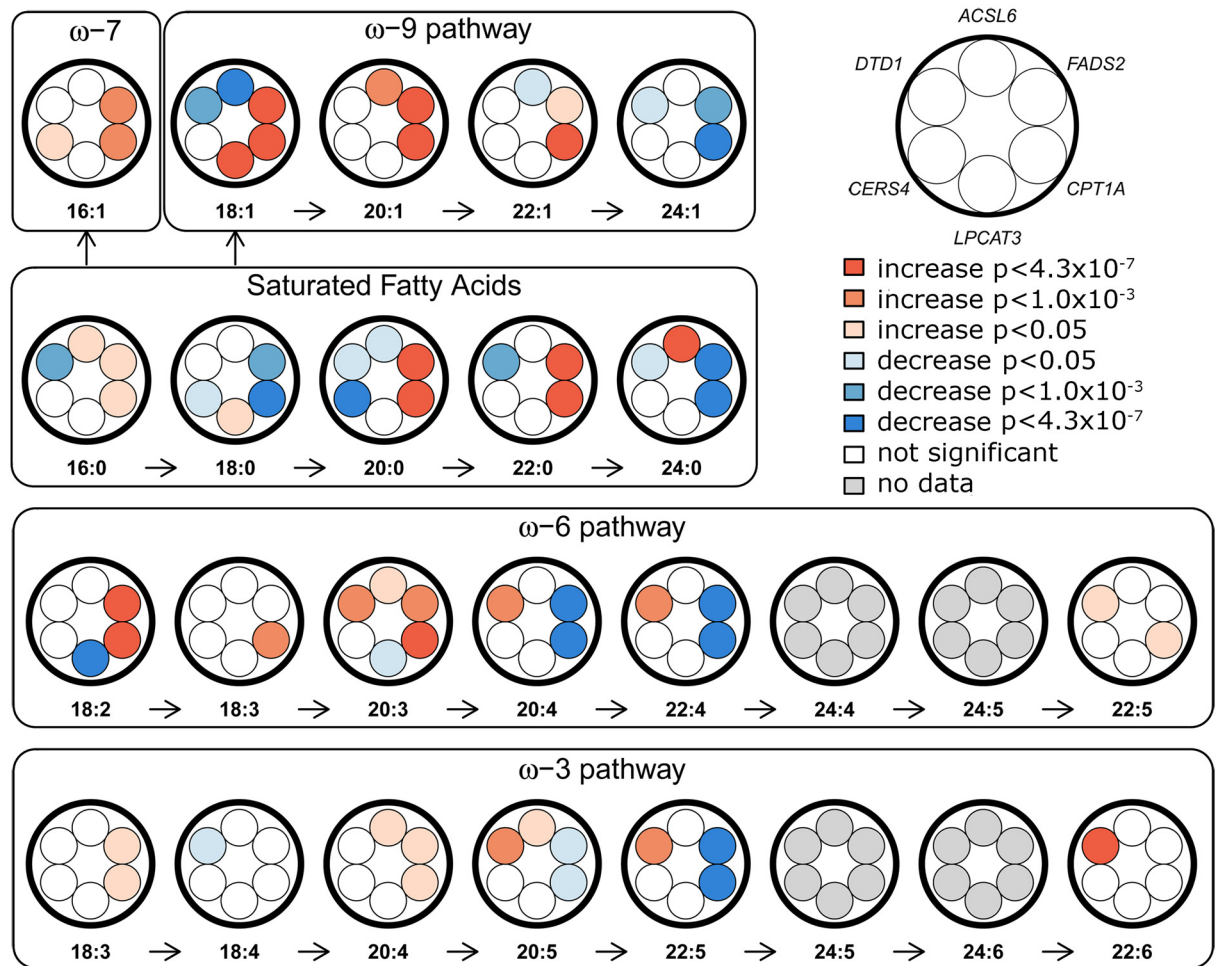 ω−7
ω−9 pathway
16:1
18:1 → 20:1 → 22:1 → 24:1
ACSL6
DTD1
FADS2
CERS4
CPT1A
LPCAT3
increase p<4.3x10⁻⁷
increase p<1.0x10⁻³
increase p<0.05
decrease p<0.05
decrease p<1.0x10⁻³
decrease p<4.3x10⁻⁷
not significant
no data
Saturated Fatty Acids
16:0 → 18:0 → 20:0 → 22:0 → 24:0
ω−6 pathway
18:2 → 18:3 → 20:3 → 20:4 → 22:4 → 24:4 → 24:5 → 22:5
ω−3 pathway
18:3 → 18:4 → 20:4 → 20:5 → 22:5 → 24:5 → 24:6 → 22:6